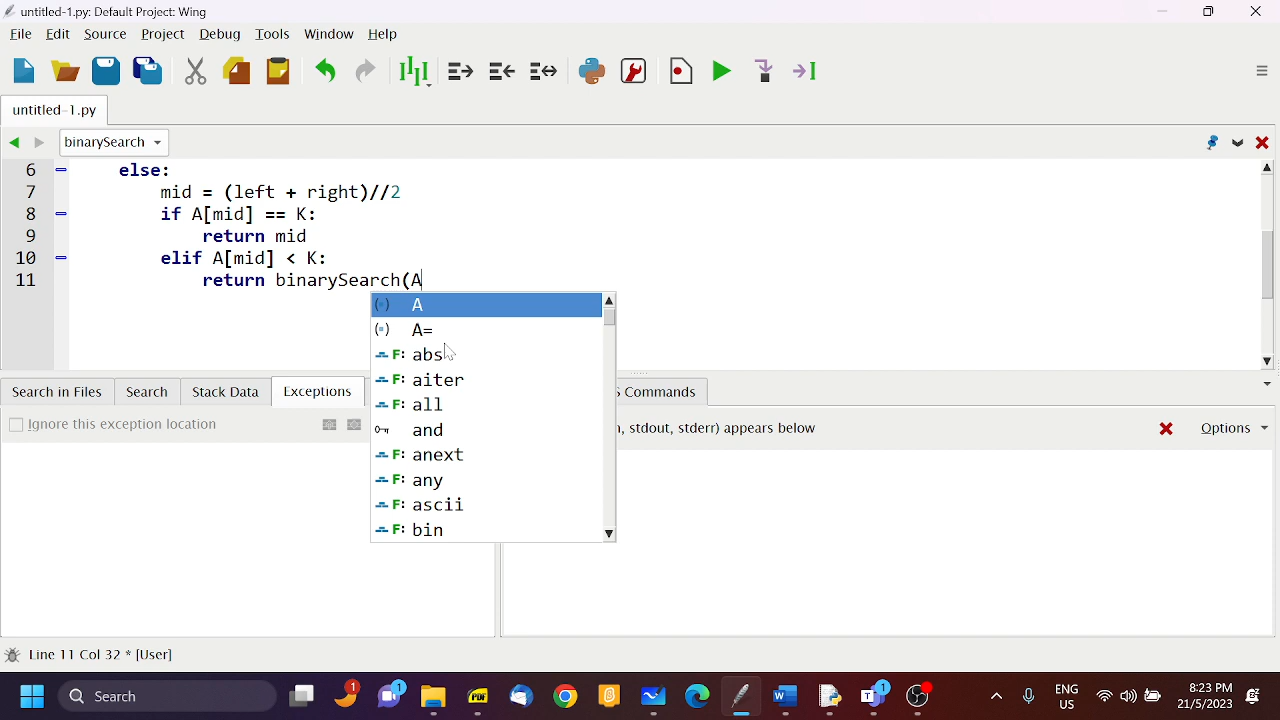 untitled-1.py: Default Project: Wing
File Edit Source Project Debug Tools Window Help
untitled-1.py
binarySearch
6 else:
7 mid = (left + right)//2
8 if A[mid] == K:
9 return mid
10 elif A[mid] < K:
11 return binarySearch(A
A
A=
F: abs
F: aiter
F: all
and
F: anext
F: any
F: ascii
F: bin
Search in Files Search Stack Data Exceptions Commands
Ignore this exception location
, stdout, stderr) appears below Options
Line 11 Col 32 * [User]
Search
1
1
PDF
1
ENG
US
8:23 PM
21/5/2023